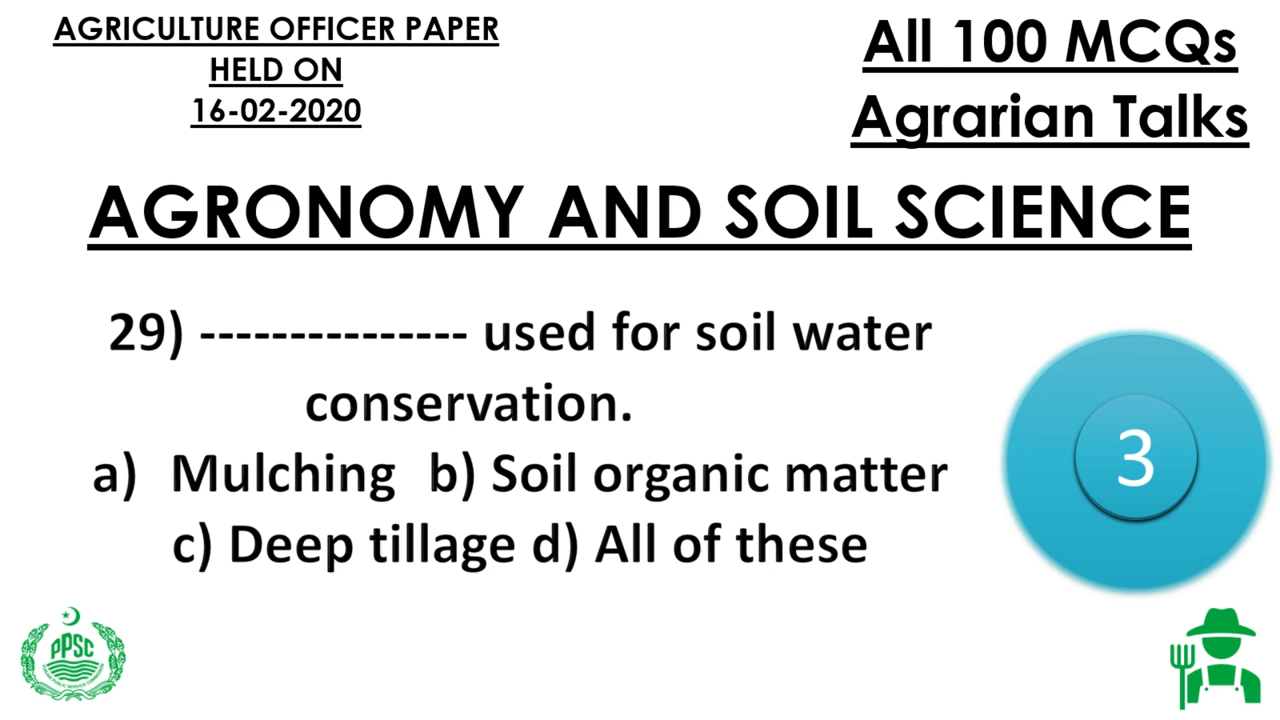 AGRICULTURE OFFICER PAPER
HELD ON
16-02-2020
All 100 MCQs
Agrarian Talks
AGRONOMY AND SOIL SCIENCE
29) --------------- used for soil water
conservation.
a) Mulching b) Soil organic matter
c) Deep tillage d) All of these
3
PPSC